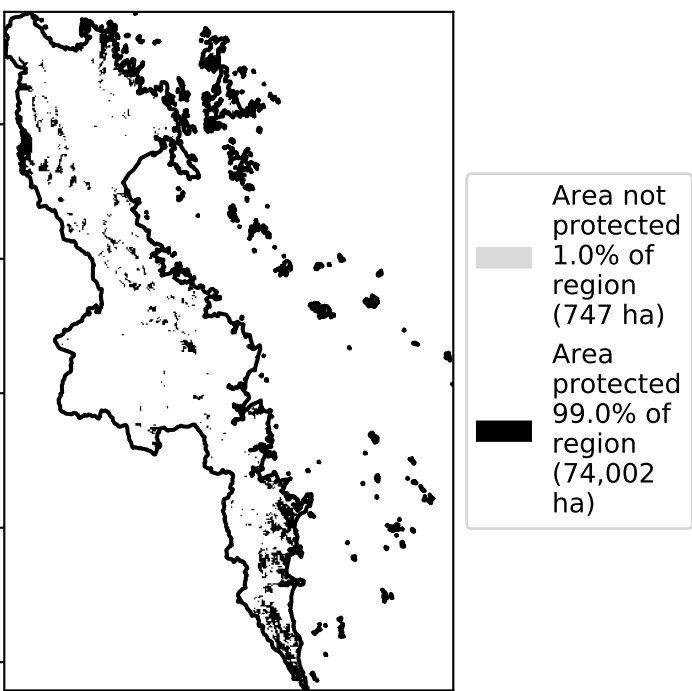 Area not
protected
1.0% of
region
(747 ha)
Area
protected
99.0% of
region
(74,002
ha)